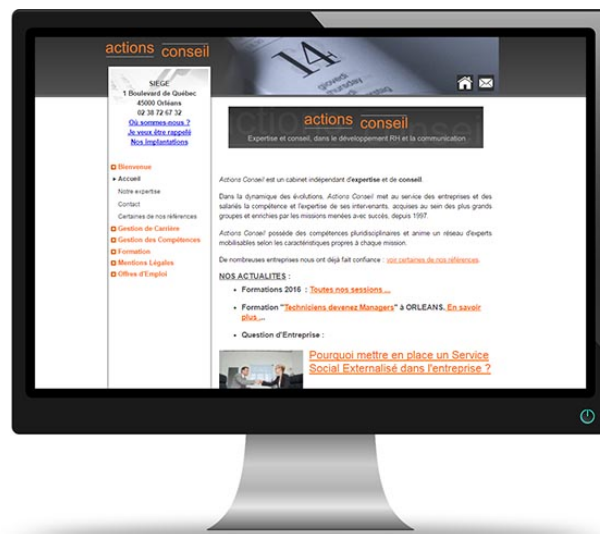 actions conseil
14
giovedì
thursday
SIEGE
1 Boulevard de Québec
45000 Orléans
02 38 72 67 32
Où sommes-nous ?
Je veux être rappelé
Nos Implantations
Bienvenue
Accueil
Notre expertise
Contact
Certaines de nos références
Gestion de Carrière
Gestion des Compétences
Formation
Mentions Légales
Offres d'Emploi
actions conseil
Expertise et conseil, dans le développement RH et la communication
Actions Conseil est un cabinet indépendant d'expertise et de conseil.
Dans la dynamique des évolutions, Actions Conseil met au service des entreprises et des
salariés la compétence et l'expertise de ses intervenants, acquises au sein des plus grands
groupes et enrichies par les missions menées avec succès, depuis 1997.
Actions Conseil possède des compétences pluridisciplinaires et anime un réseau d'experts
mobilisables selon les caractéristiques propres à chaque mission.
De nombreuses entreprises nous ont déjà fait confiance : voir certaines de nos références.
NOS ACTUALITES :
• Formations 2016 : Toutes nos sessions ...
• Formation "Techniciens devenez Managers" à ORLEANS. En savoir
plus ...
• Question d'Entreprise :
Pourquoi mettre en place un Service
Social Externalisé dans l'entreprise ?